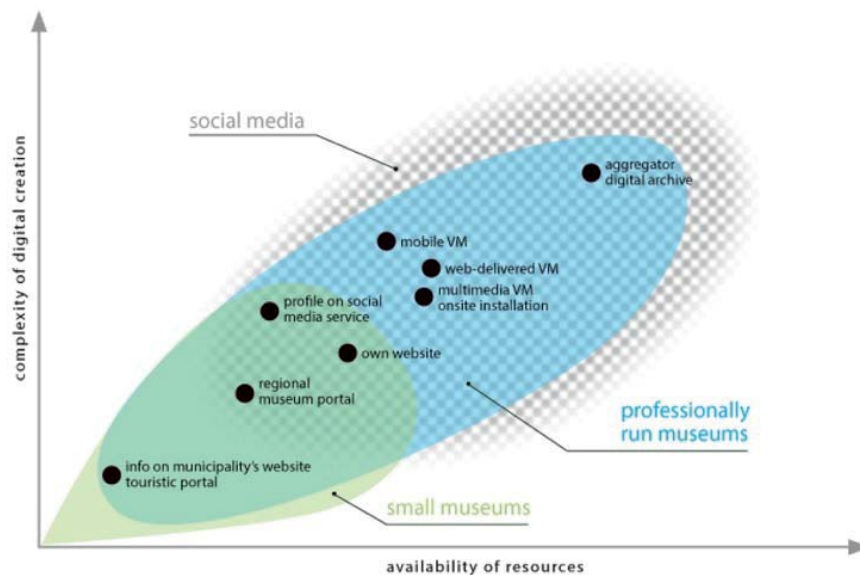 social media
aggregator
digital archive
mobile VM
web-delivered VM
multimedia VM
onsite installation
profile on social
media service
own website
regional
museum portal
professionally
run museums
info on municipality's website
touristic portal
small museums
complexity of digital creation
availability of resources